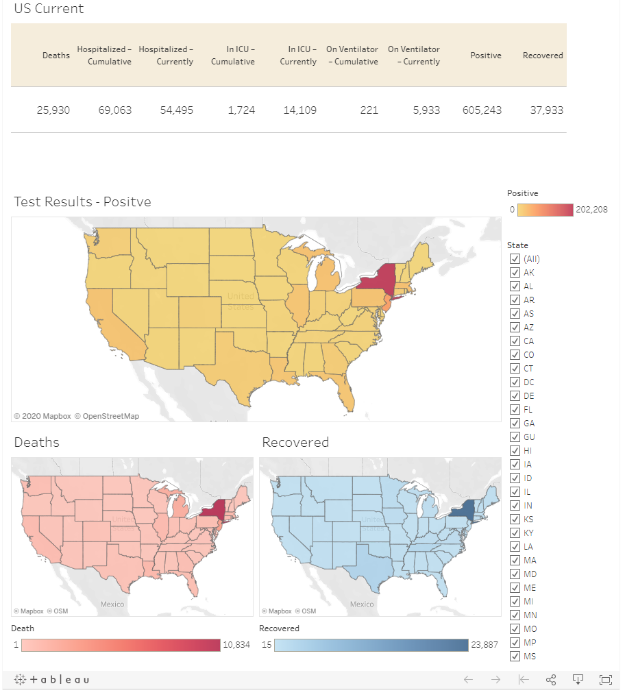 US Current
Deaths
Hospitalized – Cumulative
Hospitalized – Currently
In ICU – Cumulative
In ICU – Currently
On Ventilator – Cumulative
On Ventilator – Currently
Positive
Recovered
25,930 69,063 54,495 1,724 14,109 221 5,933 605,243 37,933
Test Results - Positve
Positive
0 202,208
United States
© 2020 Mapbox © OpenStreetMap
State
(All)
AK
AL
AR
AS
AZ
CA
CO
CT
DC
DE
FL
GA
GU
HI
IA
ID
IL
IN
KS
KY
LA
MA
MD
ME
MI
MN
MO
MP
MS
Deaths
Mexico
© Mapbox © OSM
Death
1 10,834
Recovered
Mexico
© Mapbox © OSM
Recovered
15 23,887
+ a b | e a u